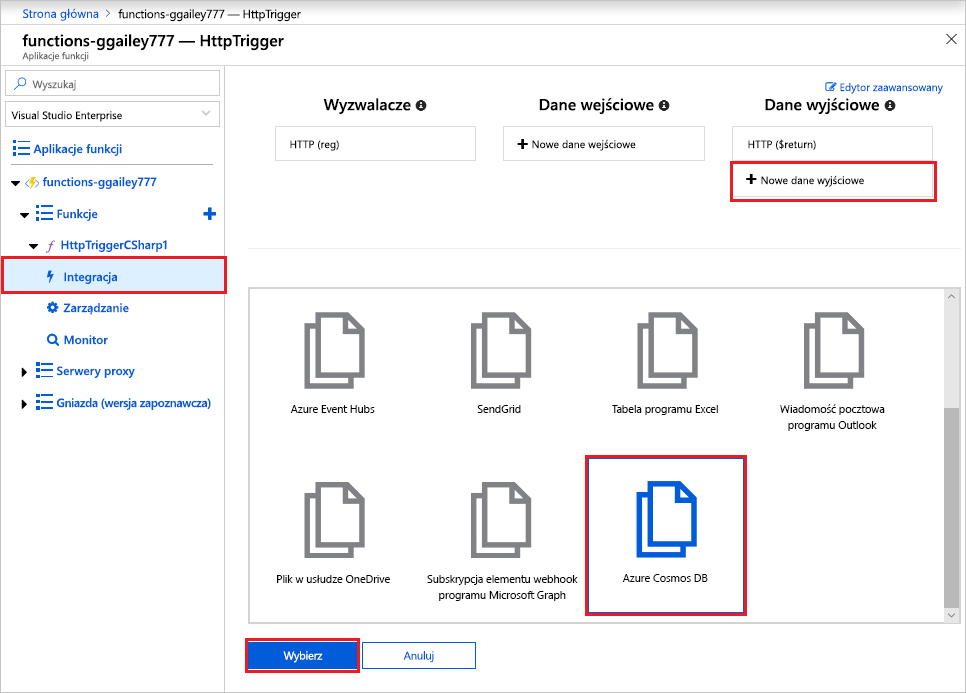 Strona główna > functions-ggailey777 — HttpTrigger
functions-ggailey777 — HttpTrigger
Aplikacje funkcji
Wyszukaj
Visual Studio Enterprise
Aplikacje funkcji
functions-ggailey777
Funkcje
f HttpTriggerCSharp1
Integracja
Zarządzanie
Monitor
Serwery proxy
Gniazda (wersja zapoznawcza)
Edytor zaawansowany
Wyzwalacze
HTTP (req)
Dane wejściowe
Nowe dane wejściowe
Dane wyjściowe
HTTP ($return)
Nowe dane wyjściowe
Azure Event Hubs
SendGrid
Tabela programu Excel
Wiadomość pocztowa
programu Outlook
Plik w usłudze OneDrive
Subskrypcja elementu webhook
programu Microsoft Graph
Azure Cosmos DB
Wybierz
Anuluj